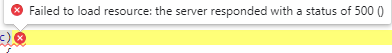 Failed to load resource: the server responded with a status of 500 ()
c)